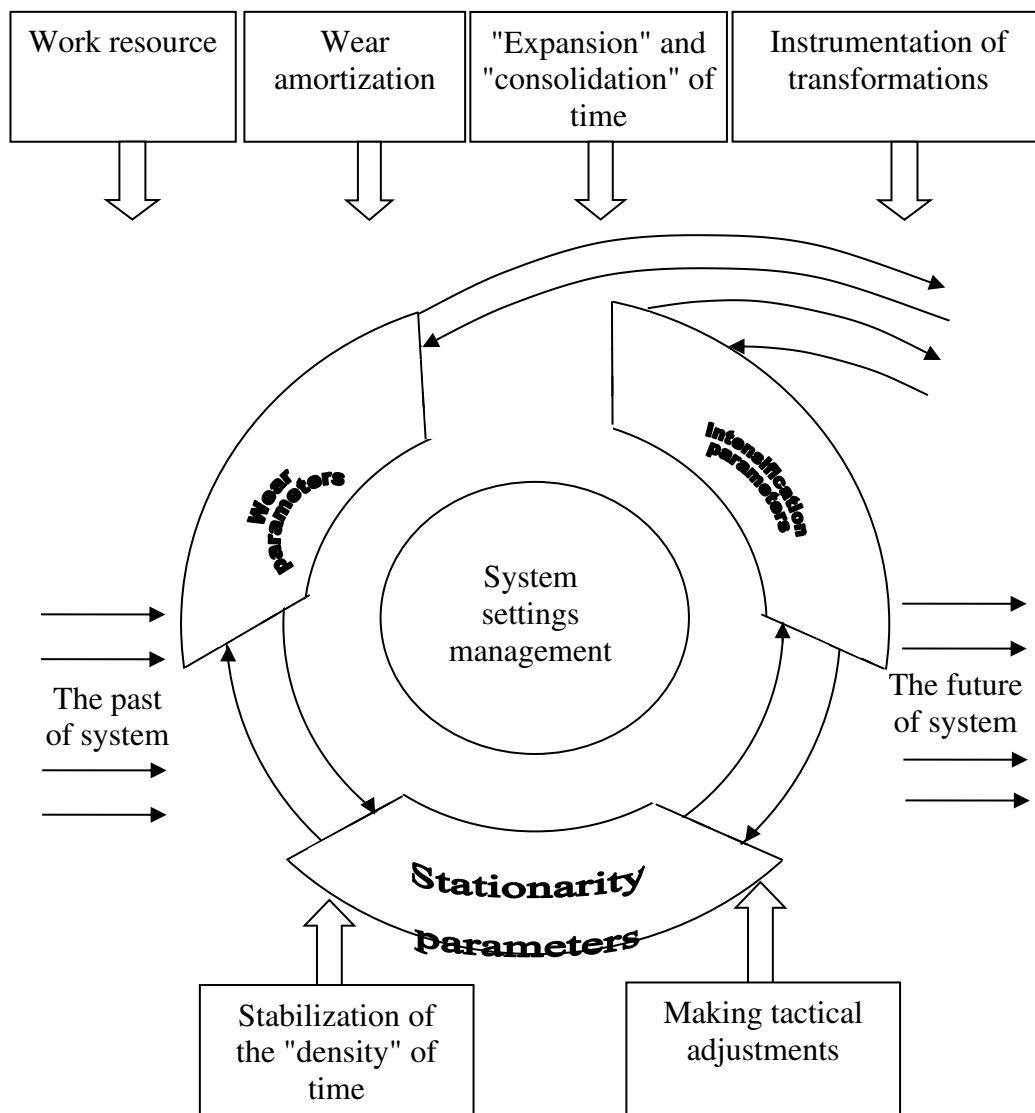 Work resource
Wear
amortization
"Expansion" and
"consolidation" of
time
Instrumentation of
transformations
Wear
parameters
Intensification
parameters
System
settings
management
The past
of system
The future
of system
Stationarity
parameters
Stabilization of
the "density" of
time
Making tactical
adjustments